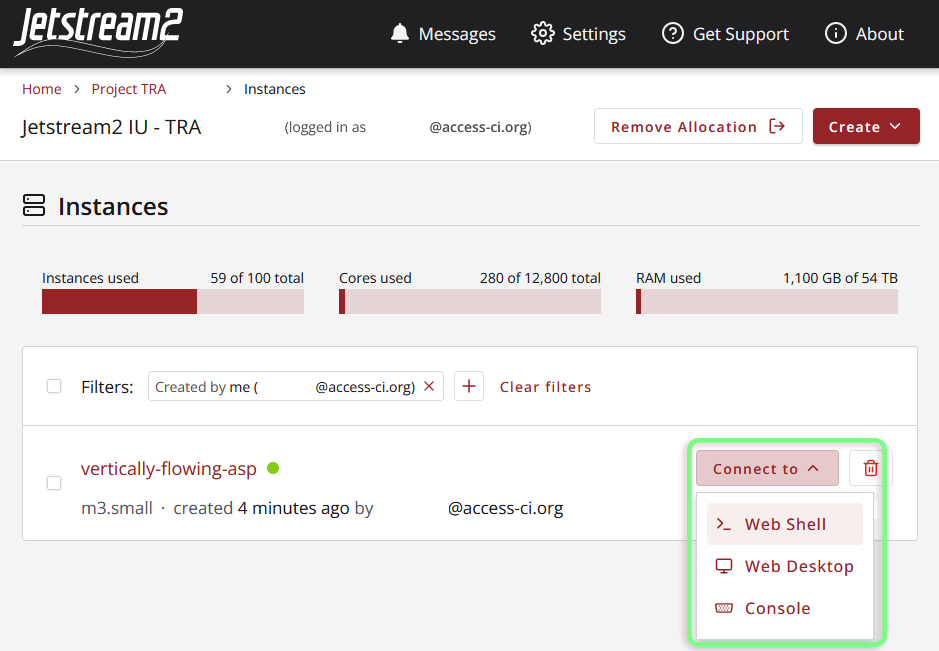 Jetstream2
Messages Settings Get Support About
Home > Project TRA > Instances
Jetstream2 IU - TRA (logged in as @access-ci.org) Remove Allocation Create
Instances
Instances used 59 of 100 total Cores used 280 of 12,800 total RAM used 1,100 GB of 54 TB
Filters: Created by me ( @access-ci.org) × + Clear filters
vertically-flowing-asp Connect to
m3.small · created 4 minutes ago by @access-ci.org
Web Shell
Web Desktop
Console